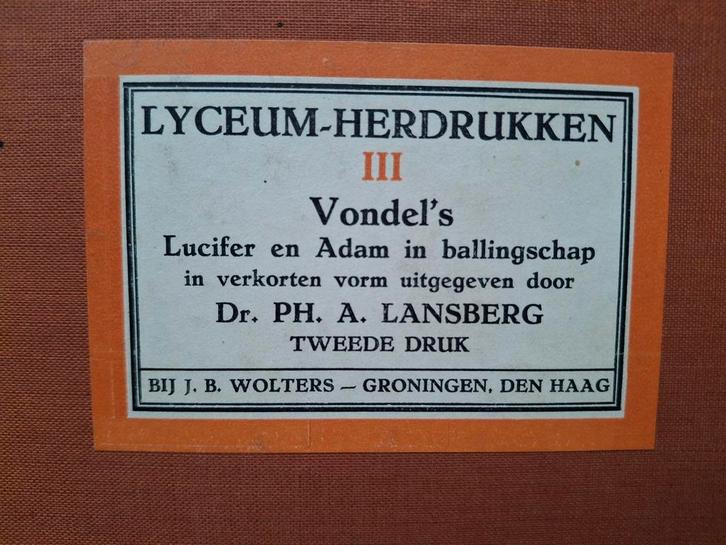 LYCEUM-HERDRUKKEN
III
Vondel's
Lucifer en Adam in ballingschap
in verkorten vorm uitgegeven door
Dr. PH. A. LANSBERG
TWEEDE DRUK
BIJ J. B. WOLTERS — GRONINGEN, DEN HAAG